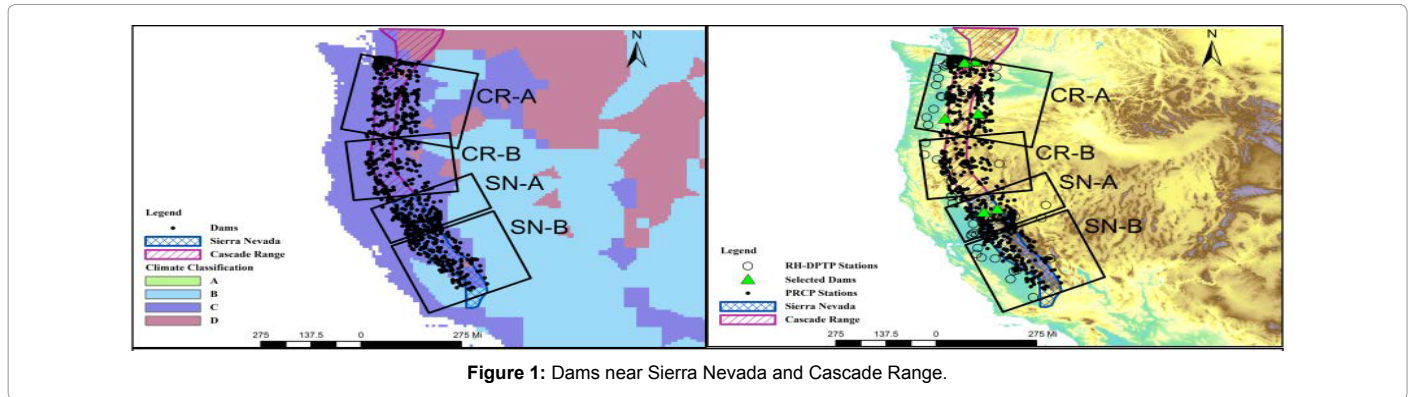 N
CR-A
CR-B
SN-A
SN-B
Legend
Dams
Sierra Nevada
Cascade Range
Climate Classification
A
B
C
D
275 137.5 0 275 Mi
N
CR-A
CR-B
SN-A
SN-B
Legend
RH-DPTP Stations
Selected Dams
PRCP Stations
Sierra Nevada
Cascade Range
275 137.5 0 275 Mi
Figure 1: Dams near Sierra Nevada and Cascade Range.